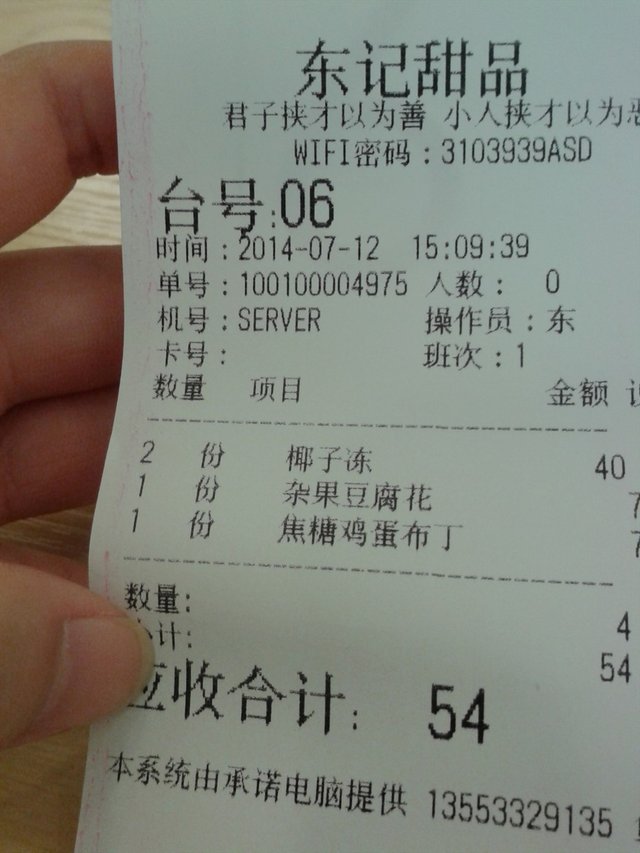 东记甜品
君子挟才以为善 小人挟才以为恶
WIFI密码：3103939ASD
台号:06
时间：2014-07-12 15:09:39
单号：100100004975 人数： 0
机号：SERVER 操作员：东
卡号： 班次：1
数量 项目 金额
2 份 椰子冻 40
1 份 杂果豆腐花 7
1 份 焦糖鸡蛋布丁 7
数量: 4
小计: 54
应收合计: 54
本系统由承诺电脑提供 13553329135